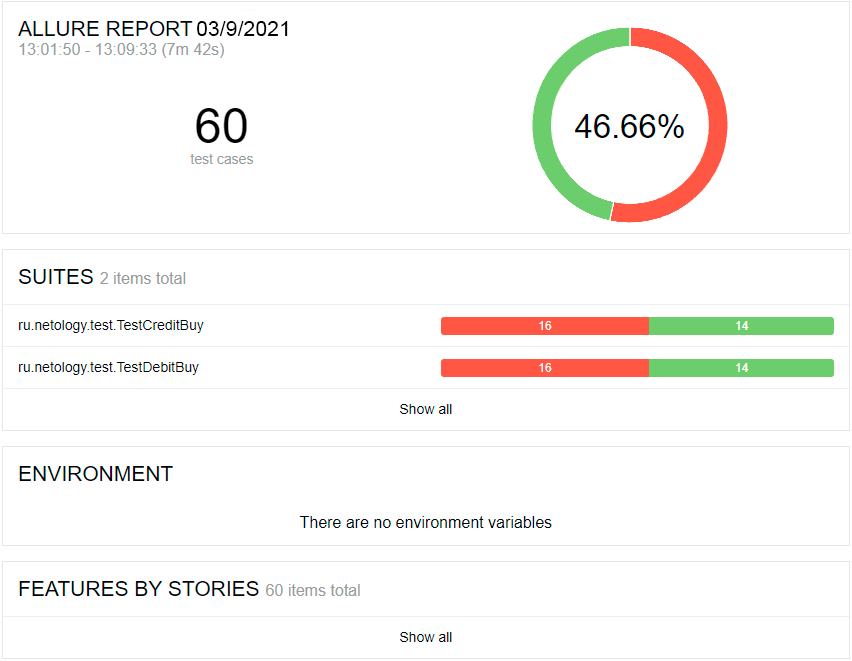 ALLURE REPORT 03/9/2021
13:01:50 - 13:09:33 (7m 42s)
60
test cases
46.66%
SUITES 2 items total
ru.netology.test.TestCreditBuy 16 14
ru.netology.test.TestDebitBuy 16 14
Show all
ENVIRONMENT
There are no environment variables
FEATURES BY STORIES 60 items total
Show all